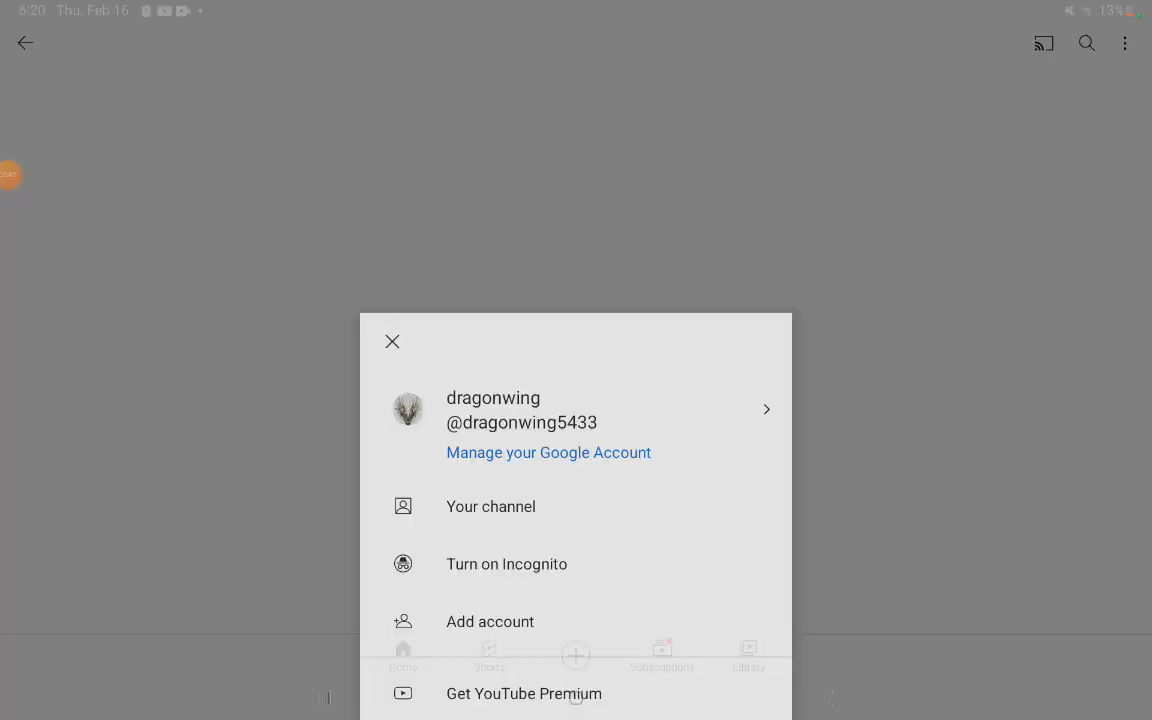 6:20 Thu, Feb 16
13%
dragonwing
@dragonwing5433
Manage your Google Account
Your channel
Turn on Incognito
Add account
Home
Shorts
Subscriptions
Library
Get YouTube Premium